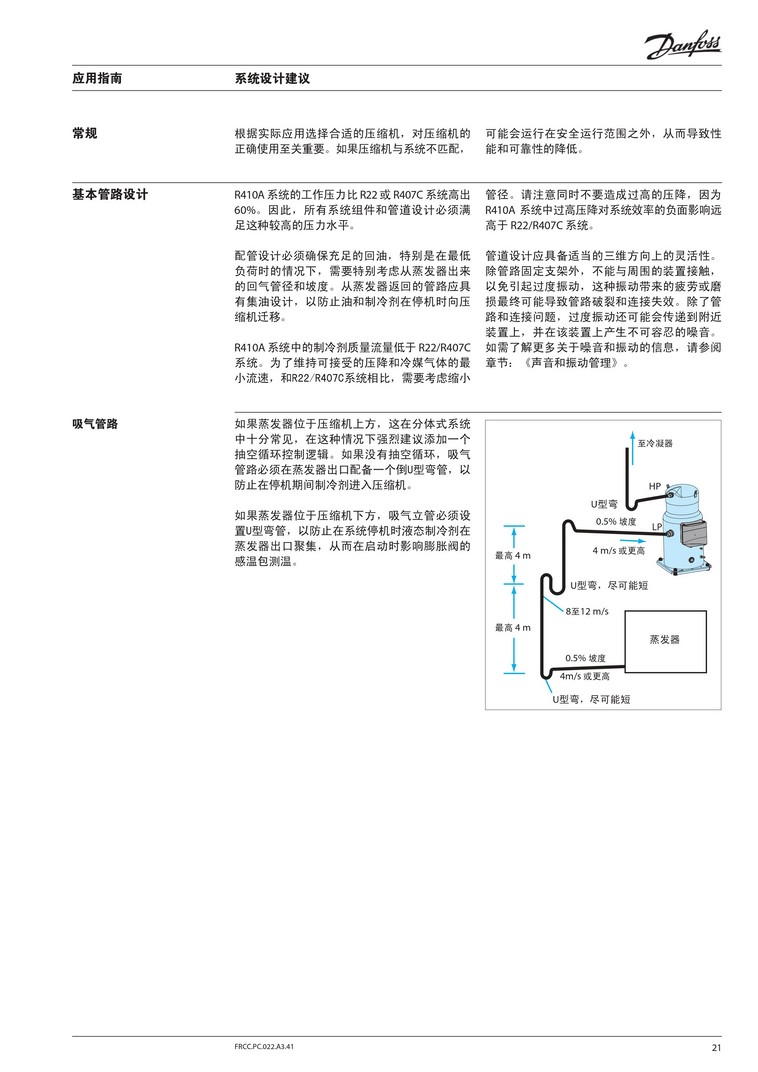 Danfoss
应用指南
系统设计建议
常规
根据实际应用选择合适的压缩机，对压缩机的
正确使用至关重要。如果压缩机与系统不匹配，
可能会运行在安全运行范围之外，从而导致性
能和可靠性的降低。
基本管路设计
R410A 系统的工作压力比 R22 或 R407C 系统高出
60%。因此，所有系统组件和管道设计必须满
足这种较高的压力水平。
配管设计必须确保充足的回油，特别是在最低
负荷时的情况下，需要特别考虑从蒸发器出来
的回气管径和坡度。从蒸发器返回的管路应具
有集油设计，以防止油和制冷剂在停机时向压
缩机迁移。
R410A 系统中的制冷剂质量流量低于 R22/R407C
系统。为了维持可接受的压降和冷媒气体的最
小流速，和R22/R407C系统相比，需要考虑缩小
管径。请注意同时不要造成过高的压降，因为
R410A 系统中过高压降对系统效率的负面影响远
高于 R22/R407C 系统。
管道设计应具备适当的三维方向上的灵活性。
除管路固定支架外，不能与周围的装置接触，
以免引起过度振动，这种振动带来的疲劳或磨
损最终可能导致管路破裂和连接失效。除了管
路和连接问题，过度振动还可能会传递到附近
装置上，并在该装置上产生不可容忍的噪音。
如需了解更多关于噪音和振动的信息，请参阅
章节：《声音和振动管理》。
吸气管路
如果蒸发器位于压缩机上方，这在分体式系统
中十分常见，在这种情况下强烈建议添加一个
抽空循环控制逻辑。如果没有抽空循环，吸气
管路必须在蒸发器出口配备一个倒U型弯管，以
防止在停机期间制冷剂进入压缩机。
如果蒸发器位于压缩机下方，吸气立管必须设
置U型弯管，以防止在系统停机时液态制冷剂在
蒸发器出口聚集，从而在启动时影响膨胀阀的
感温包测温。
至冷凝器
HP
U型弯
0.5% 坡度
LP
4 m/s 或更高
最高 4 m
U型弯，尽可能短
8至12 m/s
最高 4 m
蒸发器
0.5% 坡度
4m/s 或更高
U型弯，尽可能短
FRCC.PC.022.A3.41
21